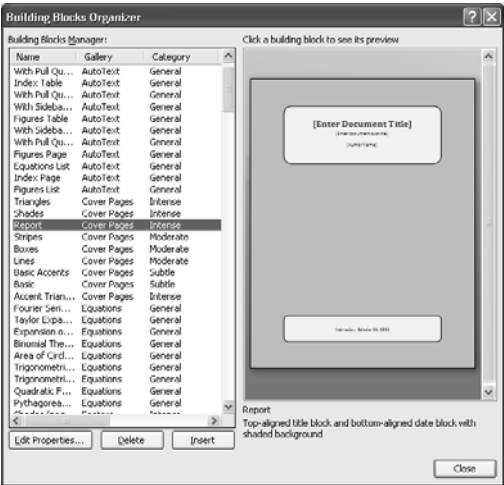 Building Blocks Organizer
Building Blocks Manager:
Click a building block to see its preview
Name Gallery Category
With Pull Qu... AutoText General
Index Table AutoText General
With Pull Qu... AutoText General
With Sideba... AutoText General
Figures Table AutoText General
With Sideba... AutoText General
With Pull Qu... AutoText General
Figures Page AutoText General
Equations List AutoText General
Index Page AutoText General
Figures List AutoText General
Triangles Cover Pages Intense
Shades Cover Pages Intense
Report Cover Pages Intense
Stripes Cover Pages Moderate
Boxes Cover Pages Moderate
Lines Cover Pages Moderate
Basic Accents Cover Pages Subtle
Basic Cover Pages Subtle
Accent Trian... Cover Pages Intense
Fourier Seri... Equations General
Taylor Expa... Equations General
Expansion o... Equations General
Binomial The... Equations General
Area of Circl... Equations General
Trigonometri... Equations General
Trigonometri... Equations General
Quadratic F... Equations General
Pythagorea... Equations General
[Enter Document Title]
[Enter document subtitle]
[Author name]
Report
Top-aligned title block and bottom-aligned date block with
shaded background
Edit Properties... Delete Insert
Close